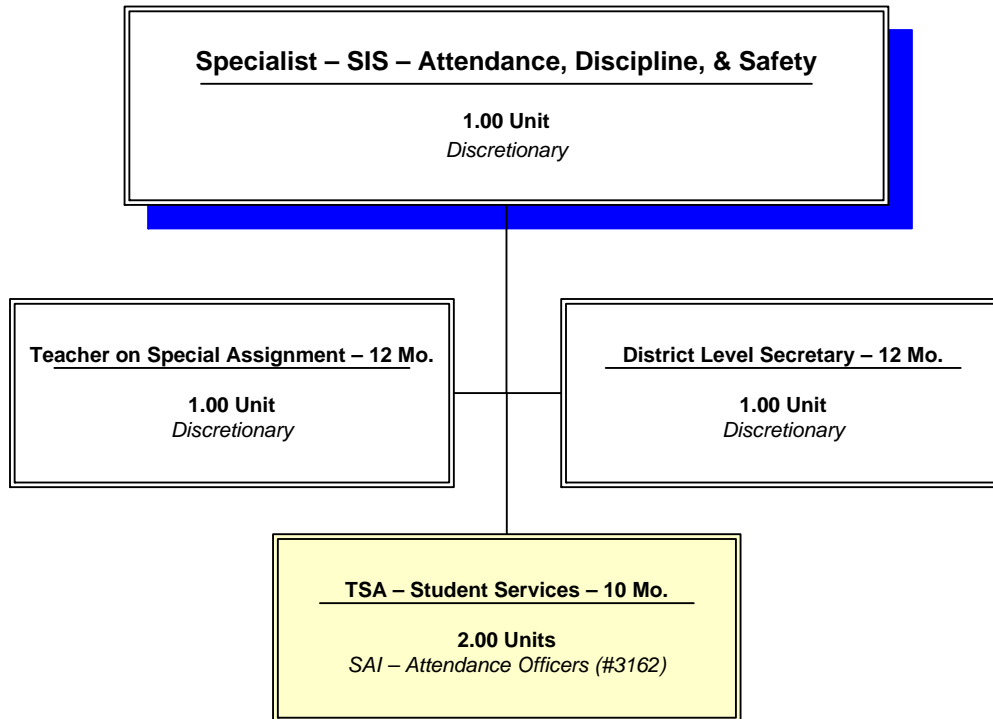 Specialist – SIS – Attendance, Discipline, & Safety
1.00 Unit
Discretionary
Teacher on Special Assignment – 12 Mo.
1.00 Unit
Discretionary
District Level Secretary – 12 Mo.
1.00 Unit
Discretionary
TSA – Student Services – 10 Mo.
2.00 Units
SAI – Attendance Officers (#3162)